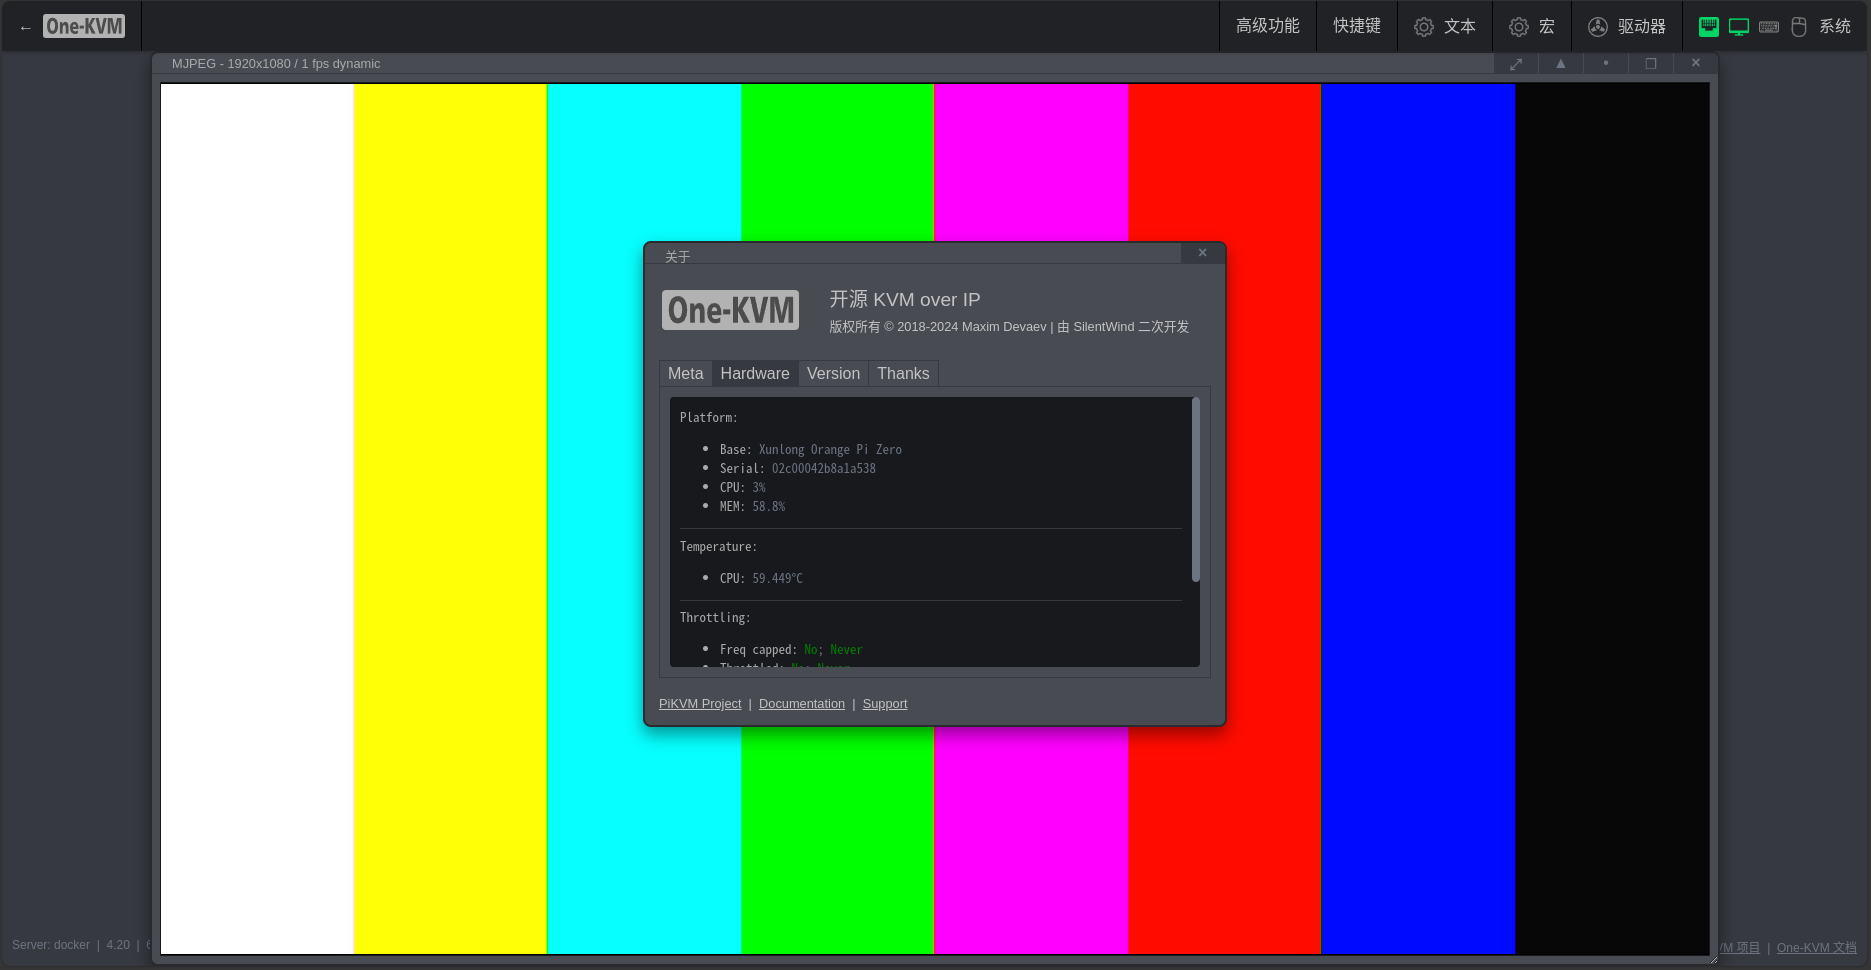 ← One-KVM
高级功能
快捷键
文本
宏
驱动器
系统
MJPEG - 1920x1080 / 1 fps dynamic
关于
One-KVM
开源 KVM over IP
版权所有 © 2018-2024 Maxim Devaev | 由 SilentWind 二次开发
Meta Hardware Version Thanks
Platform:
• Base: Xunlong Orange Pi Zero
• Serial: 02c00042b8a1a538
• CPU: 3%
• MEM: 58.8%
Temperature:
• CPU: 59.449°C
Throttling:
• Freq capped: No; Never
• Throttled: No; Never
PiKVM Project | Documentation | Support
Server: docker | 4.20 |
项目 | One-KVM 文档